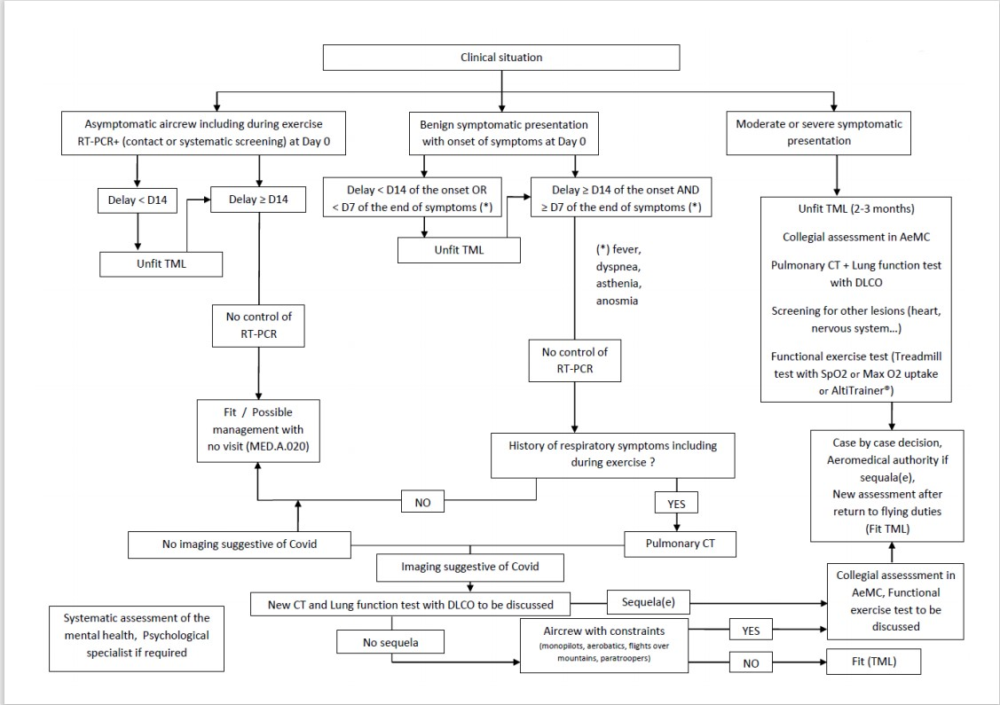 Clinical situation
Asymptomatic aircrew including during exercise
RT-PCR+ (contact or systematic screening) at Day 0
Benign symptomatic presentation
with onset of symptoms at Day 0
Moderate or severe symptomatic
presentation
Delay < D14
Delay ≥ D14
Unfit TML
Delay < D14 of the onset OR
< D7 of the end of symptoms (*)
Delay ≥ D14 of the onset AND
≥ D7 of the end of symptoms (*)
Unfit TML
(*) fever,
dyspnea,
asthenia,
anosmia
Unfit TML (2-3 months)
Collegial assessment in AeMC
Pulmonary CT + Lung function test
with DLCO
Screening for other lesions (heart,
nervous system...)
Functional exercise test (Treadmill
test with SpO2 or Max O2 uptake
or AltiTrainer®)
No control of
RT-PCR
No control of
RT-PCR
Fit / Possible
management with
no visit (MED.A.020)
History of respiratory symptoms including
during exercise ?
Case by case decision,
Aeromedical authority if
sequala(e),
New assessment after
return to flying duties
(Fit TML)
NO
YES
No imaging suggestive of Covid
Pulmonary CT
Imaging suggestive of Covid
New CT and Lung function test with DLCO to be discussed
Sequela(e)
Collegial assesssment in
AeMC, Functional
exercise test to be
discussed
Systematic assessment of the
mental health, Psychological
specialist if required
No sequela
Aircrew with constraints
(monopilots, aerobatics, flights over
mountains, paratroopers)
YES
NO
Fit (TML)